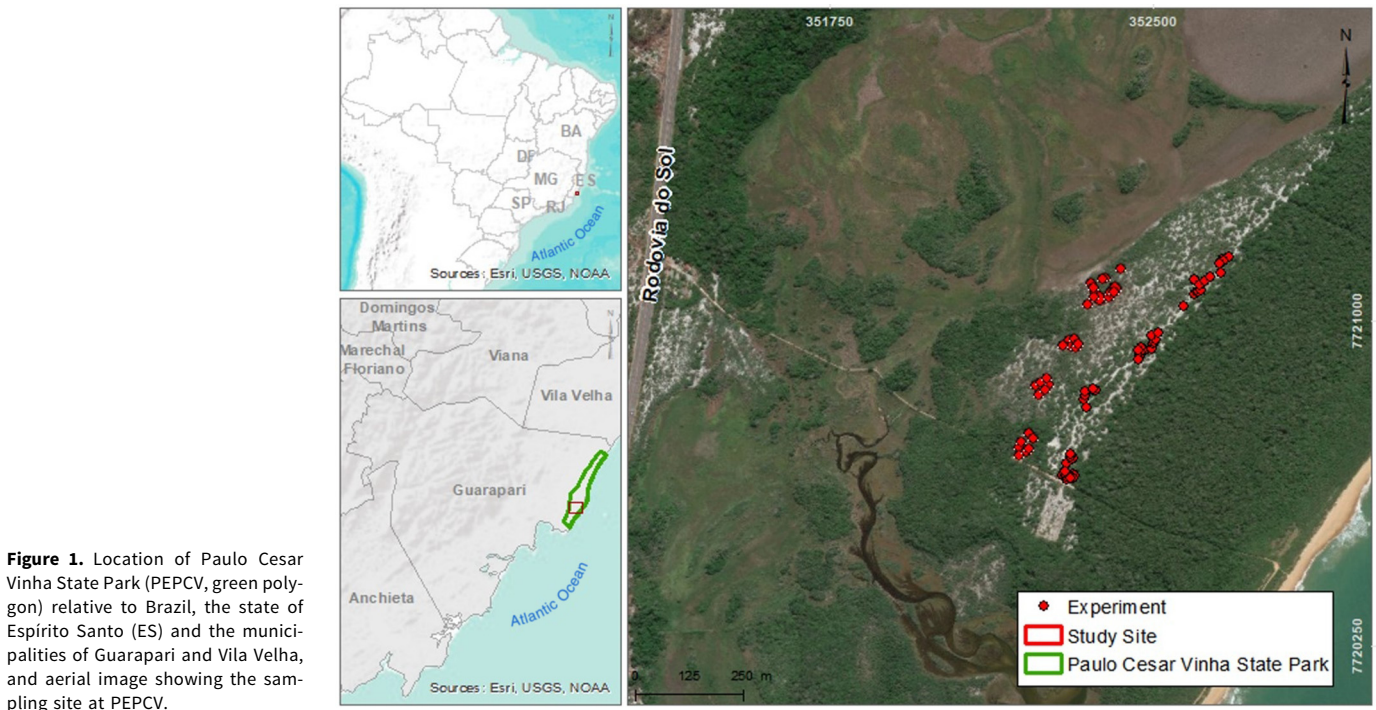 Figure 1. Location of Paulo Cesar
Vinha State Park (PEPCV, green poly-
gon) relative to Brazil, the state of
Espírito Santo (ES) and the munici-
palities of Guarapari and Vila Velha,
and aerial image showing the sam-
pling site at PEPCV.
N
BA
DF
MG
ES
SP
RJ
Atlantic Ocean
Sources: Esri, USGS, NOAA
N
Domingos
Martins
Marechal
Floriano
Viana
Vila Velha
Guarapari
Anchieta
Atlantic Ocean
Sources: Esri, USGS, NOAA
351750
352500
N
Rodovia do Sol
7721000
7720250
Experiment
Study Site
Paulo Cesar Vinha State Park
0 125 250 m